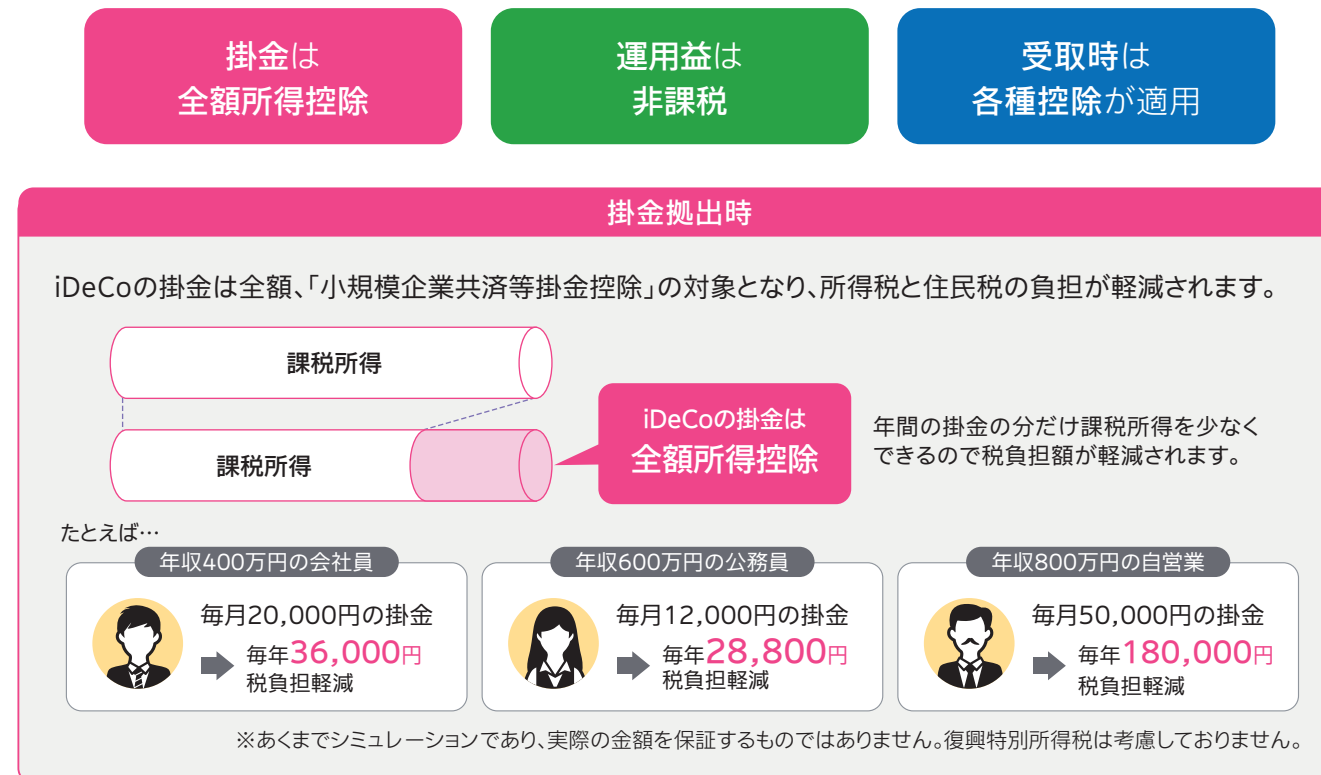 掛金は
全額所得控除
運用益は
非課税
受取時は
各種控除が適用
掛金拠出時
iDeCoの掛金は全額、「小規模企業共済等掛金控除」の対象となり、所得税と住民税の負担が軽減されます。
課税所得
課税所得
iDeCoの掛金は
全額所得控除
年間の掛金の分だけ課税所得を少なく
できるので税負担額が軽減されます。
たとえば…
年収400万円の会社員
毎月20,000円の掛金
毎年36,000円
税負担軽減
年収600万円の公務員
毎月12,000円の掛金
毎年28,800円
税負担軽減
年収800万円の自営業
毎月50,000円の掛金
毎年180,000円
税負担軽減
※あくまでシミュレーションであり、実際の金額を保証するものではありません。復興特別所得税は考慮しておりません。